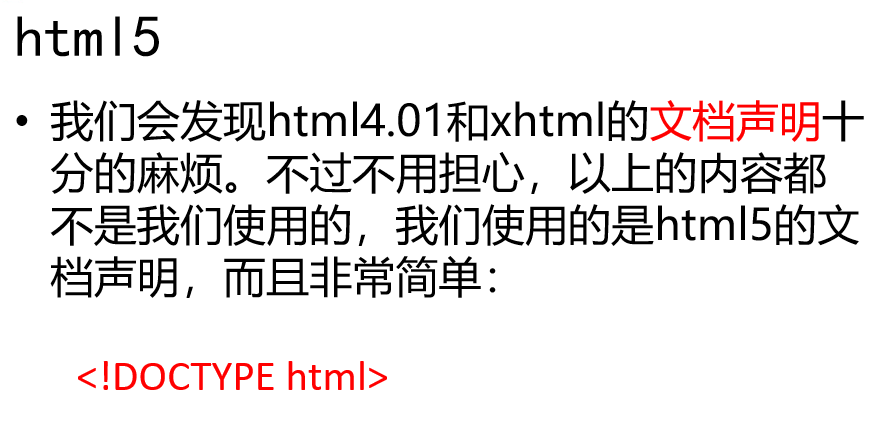 html5
• 我们会发现html4.01和xhtml的文档声明十
分的麻烦。不过不用担心，以上的内容都
不是我们使用的，我们使用的是html5的文
档声明，而且非常简单：
<!DOCTYPE html>